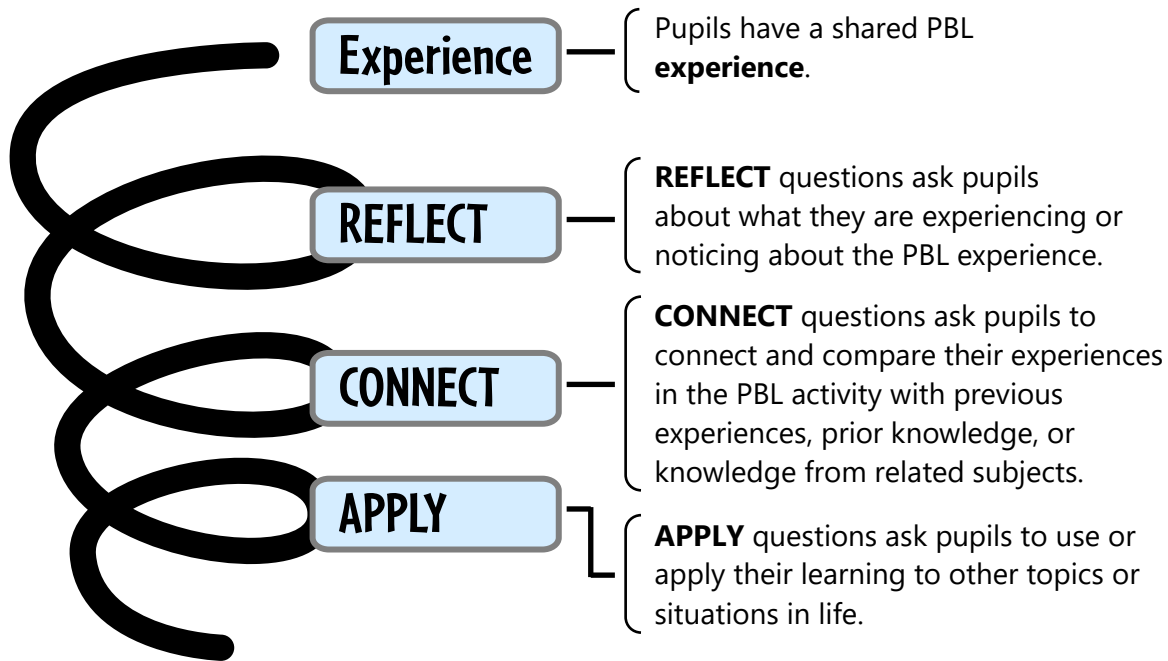 Experience
Pupils have a shared PBL
experience.
REFLECT
REFLECT questions ask pupils
about what they are experiencing or
noticing about the PBL experience.
CONNECT
CONNECT questions ask pupils to
connect and compare their experiences
in the PBL activity with previous
experiences, prior knowledge, or
knowledge from related subjects.
APPLY
APPLY questions ask pupils to use or
apply their learning to other topics or
situations in life.